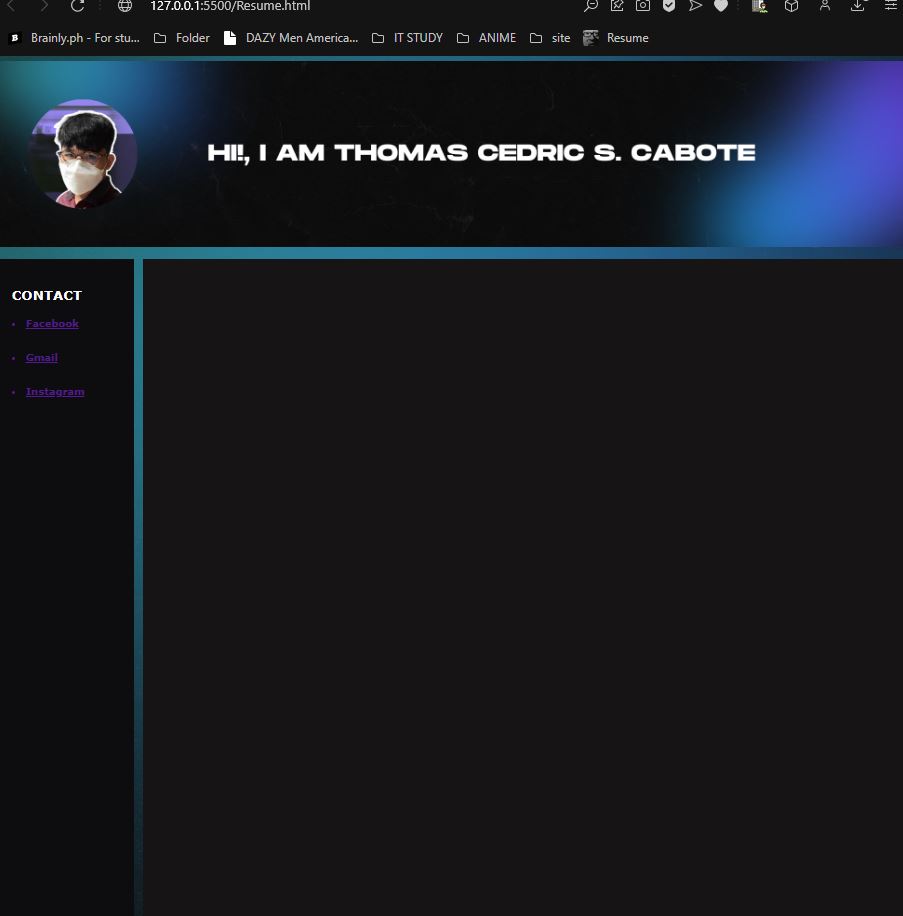 127.0.0.1:5500/Resume.html
Brainly.ph - For stu... Folder DAZY Men America... IT STUDY ANIME site Resume
HI!, I AM THOMAS CEDRIC S. CABOTE
CONTACT
Facebook
Gmail
Instagram